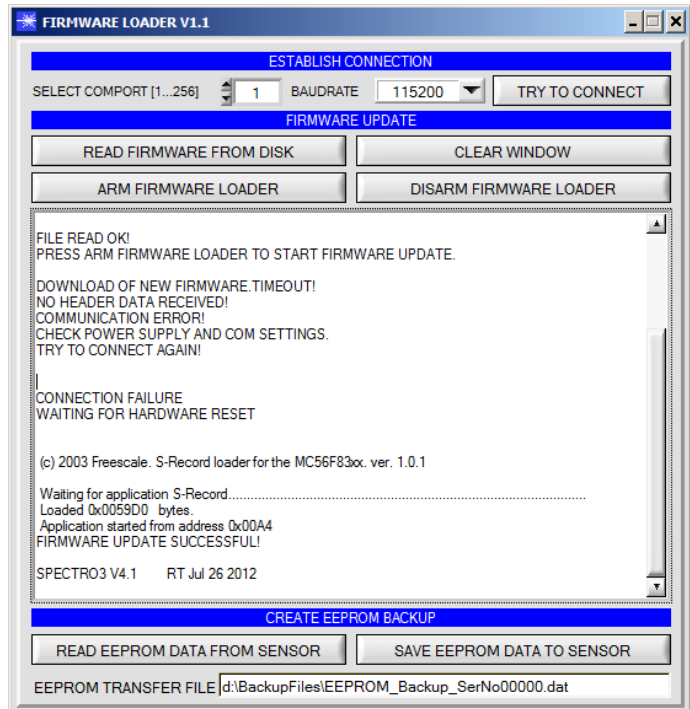 FIRMWARE LOADER V1.1
ESTABLISH CONNECTION
SELECT COMPORT [1...256] 1 BAUDRATE 115200 TRY TO CONNECT
FIRMWARE UPDATE
READ FIRMWARE FROM DISK CLEAR WINDOW
ARM FIRMWARE LOADER DISARM FIRMWARE LOADER
FILE READ OK!
PRESS ARM FIRMWARE LOADER TO START FIRMWARE UPDATE.
DOWNLOAD OF NEW FIRMWARE.TIMEOUT!
NO HEADER DATA RECEIVED!
COMMUNICATION ERROR!
CHECK POWER SUPPLY AND COM SETTINGS.
TRY TO CONNECT AGAIN!
CONNECTION FAILURE
WAITING FOR HARDWARE RESET
(c) 2003 Freescale. S-Record loader for the MC56F83xx. ver. 1.0.1
Waiting for application S-Record..................................................................................................
Loaded 0x0059D0 bytes.
Application started from address 0x00A4
FIRMWARE UPDATE SUCCESSFUL!
SPECTRO3 V4.1 RT Jul 26 2012
CREATE EEPROM BACKUP
READ EEPROM DATA FROM SENSOR SAVE EEPROM DATA TO SENSOR
EEPROM TRANSFER FILE d:\BackupFiles\EEPROM_Backup_SerNo00000.dat